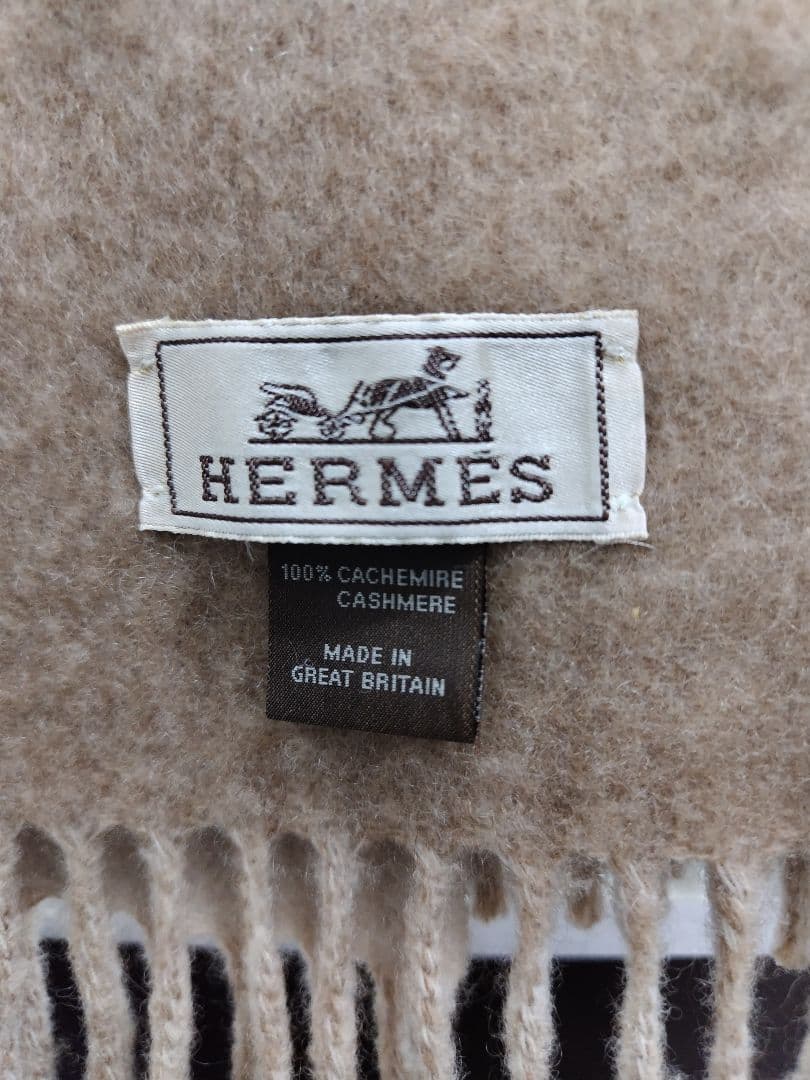 HERMÈS
100% CACHEMIRE
CASHMERE
MADE IN
GREAT BRITAIN